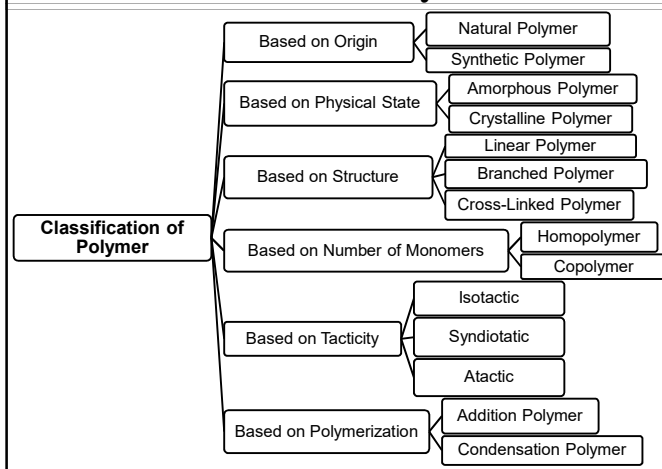 Based on Origin
Natural Polymer
Synthetic Polymer
Based on Physical State
Amorphous Polymer
Crystalline Polymer
Based on Structure
Linear Polymer
Branched Polymer
Cross-Linked Polymer
Classification of
Polymer
Based on Number of Monomers
Homopolymer
Copolymer
Based on Tacticity
Isotactic
Syndiotatic
Atactic
Based on Polymerization
Addition Polymer
Condensation Polymer